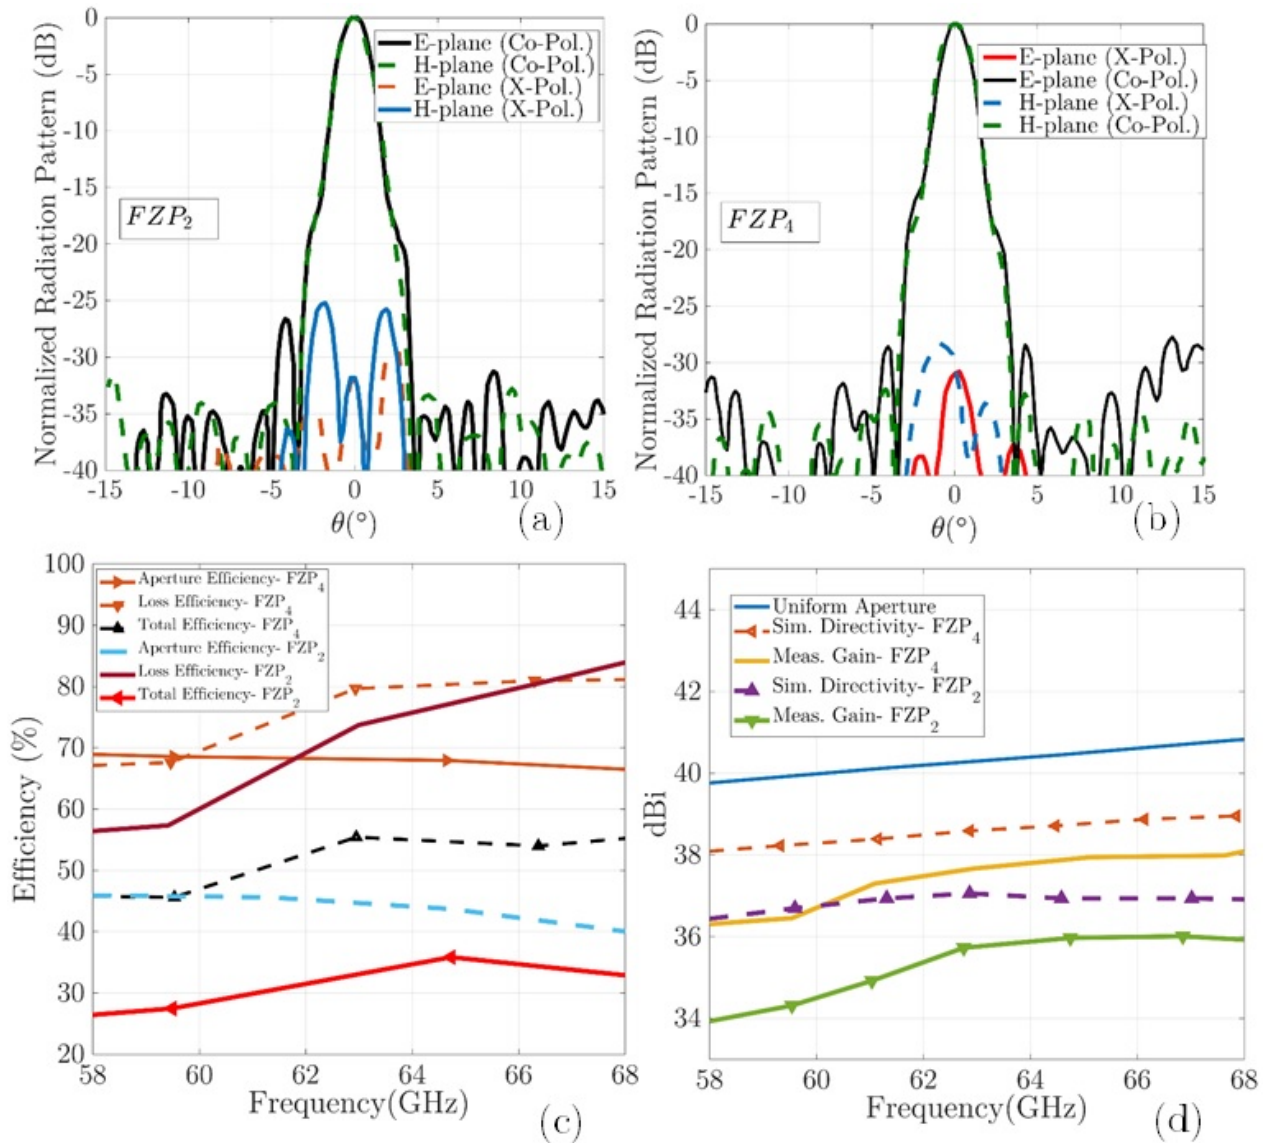 Normalized Radiation Pattern (dB)
0
-5
-10
-15
-20
-25
-30
-35
-40
E-plane (Co-Pol.)
H-plane (Co-Pol.)
E-plane (X-Pol.)
H-plane (X-Pol.)
FZP2
-15
-10
-5
0
5
10
15
θ(°)
(a)
Normalized Radiation Pattern (dB)
0
-5
-10
-15
-20
-25
-30
-35
-40
E-plane (X-Pol.)
E-plane (Co-Pol.)
H-plane (X-Pol.)
H-plane (Co-Pol.)
FZP4
-15
-10
-5
0
5
10
15
θ(°)
(b)
Efficiency (%)
100
90
80
70
60
50
40
30
20
Aperture Efficiency- FZP4
Loss Efficiency- FZP4
Total Efficiency- FZP4
Aperture Efficiency- FZP2
Loss Efficiency- FZP2
Total Efficiency- FZP2
58
60
62
64
66
68
Frequency(GHz)
(c)
dBi
44
42
40
38
36
34
Uniform Aperture
Sim. Directivity- FZP4
Meas. Gain- FZP4
Sim. Directivity- FZP2
Meas. Gain- FZP2
58
60
62
64
66
68
Frequency(GHz)
(d)